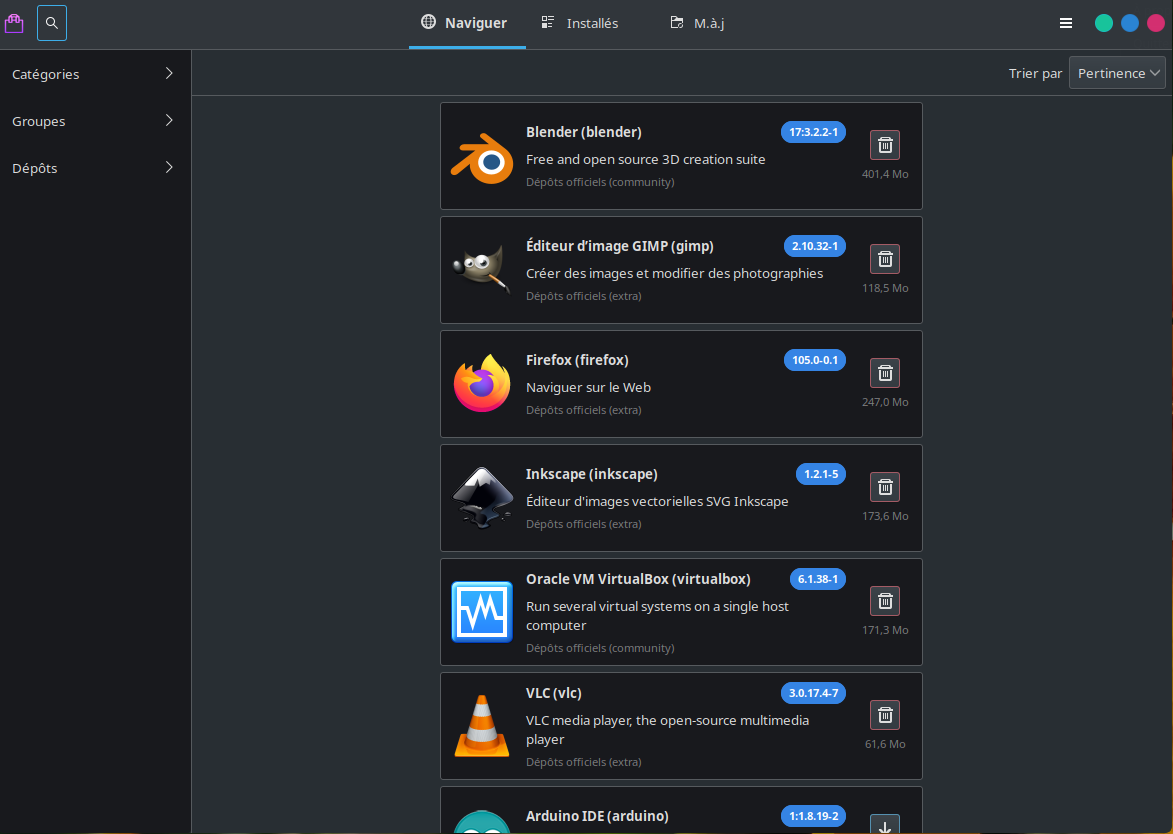 Naviguer
Installés
M.à.j
Catégories
Groupes
Dépôts
Trier par
Pertinence
Blender (blender)
17:3.2.2-1
Free and open source 3D creation suite
Dépôts officiels (community)
401,4 Mo
Éditeur d’image GIMP (gimp)
2.10.32-1
Créer des images et modifier des photographies
Dépôts officiels (extra)
118,5 Mo
Firefox (firefox)
105.0-0.1
Naviguer sur le Web
Dépôts officiels (extra)
247,0 Mo
Inkscape (inkscape)
1.2.1-5
Éditeur d'images vectorielles SVG Inkscape
Dépôts officiels (extra)
173,6 Mo
Oracle VM VirtualBox (virtualbox)
6.1.38-1
Run several virtual systems on a single host
computer
Dépôts officiels (community)
171,3 Mo
VLC (vlc)
3.0.17.4-7
VLC media player, the open-source multimedia
player
Dépôts officiels (extra)
61,6 Mo
Arduino IDE (arduino)
1:1.8.19-2